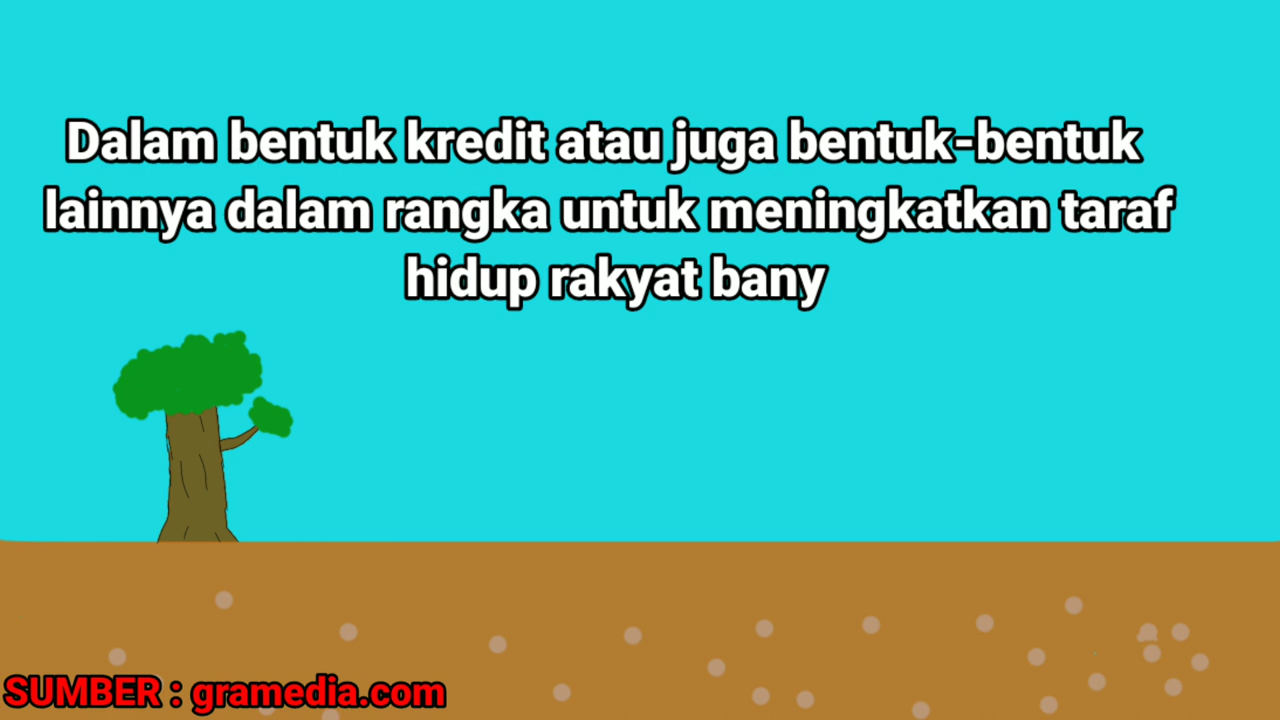 Dalam bentuk kredit atau juga bentuk-bentuk
lainnya dalam rangka untuk meningkatkan taraf
hidup rakyat bany
SUMBER : gramedia.com